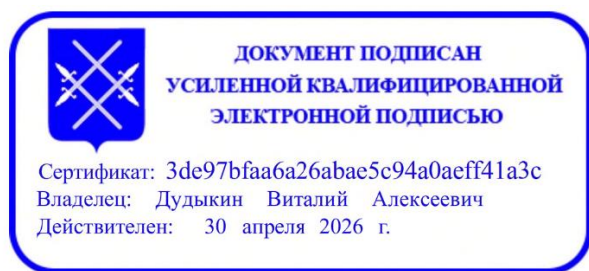 ДОКУМЕНТ ПОДПИСАН
УСИЛЕННОЙ КВАЛИФИЦИРОВАННОЙ
ЭЛЕКТРОННОЙ ПОДПИСЬЮ
Сертификат: 3de97bfaa6a26abae5c94a0aeff41a3c
Владелец: Дудыкин Виталий Алексеевич
Действителен: 30 апреля 2026 г.